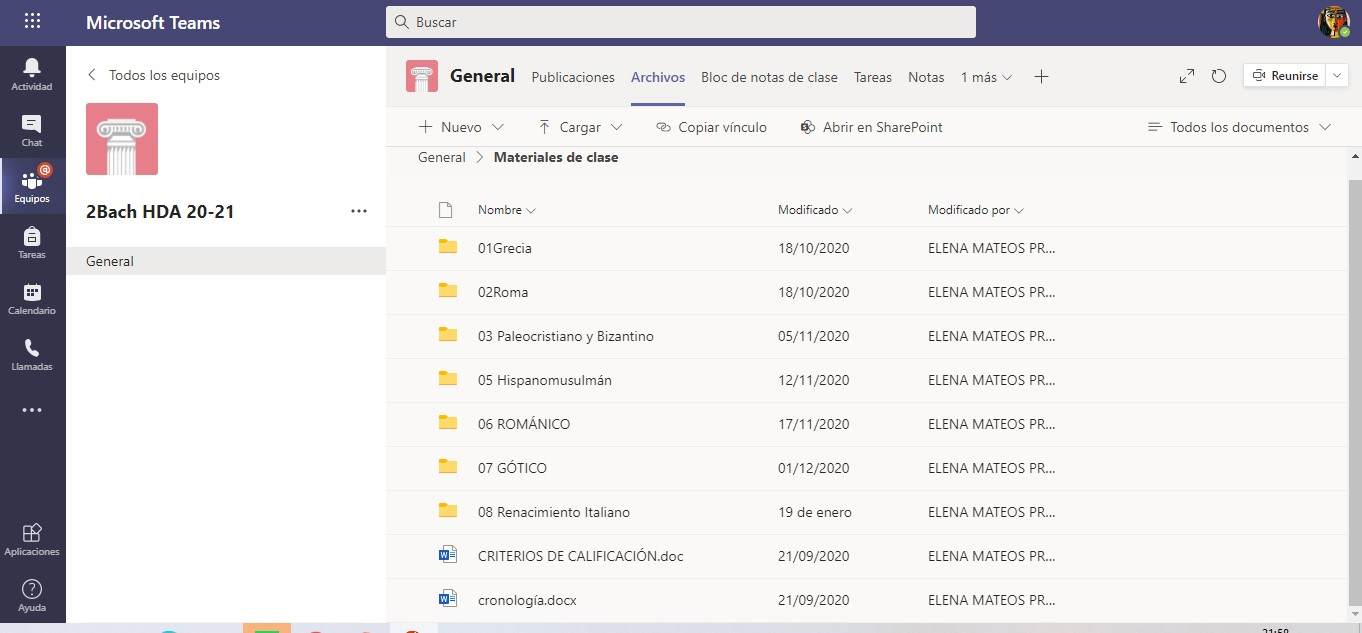 Microsoft Teams
Buscar
Actividad
Chat
@
Equipos
Tareas
Calendario
Llamadas
Aplicaciones
Ayuda
Todos los equipos
2Bach HDA 20-21
General
General Publicaciones Archivos Bloc de notas de clase Tareas Notas 1 más
Reunirse
Nuevo Cargar Copiar vínculo Abrir en SharePoint Todos los documentos
General > Materiales de clase
Nombre Modificado Modificado por
01Grecia 18/10/2020 ELENA MATEOS PR...
02Roma 18/10/2020 ELENA MATEOS PR...
03 Paleocristiano y Bizantino 05/11/2020 ELENA MATEOS PR...
05 Hispanomusulmán 12/11/2020 ELENA MATEOS PR...
06 ROMÁNICO 17/11/2020 ELENA MATEOS PR...
07 GÓTICO 01/12/2020 ELENA MATEOS PR...
08 Renacimiento Italiano 19 de enero ELENA MATEOS PR...
CRITERIOS DE CALIFICACIÓN.doc 21/09/2020 ELENA MATEOS PR...
cronología.docx 21/09/2020 ELENA MATEOS PR...